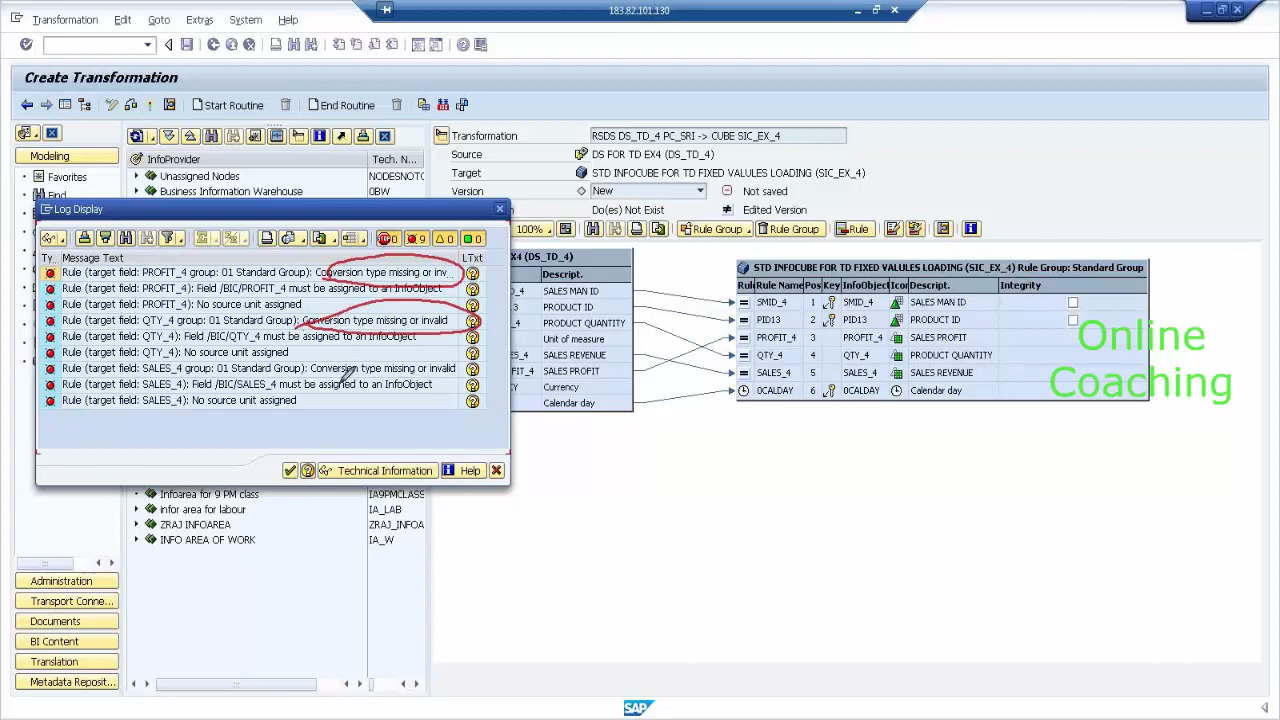 183.82.101.130
Transformation Edit Goto Extras System Help
Create Transformation
Start Routine End Routine
Modeling
Favorites
Find
InfoProvider Tech. N...
Unassigned Nodes NODESNOTC
Business Information Warehouse 0BW
Transformation RSDS DS_TD_4 PC_SRI -> CUBE SIC_EX_4
Source DS FOR TD EX4 (DS_TD_4)
Target STD INFOCUBE FOR TD FIXED VALULES LOADING (SIC_EX_4)
Version New Not saved
Do(es) Not Exist Edited Version
100% Rule Group Rule Group Rule
Log Display
0 9 0 0
Ty... Message Text LTxt
Rule (target field: PROFIT_4 group: 01 Standard Group): Conversion type missing or inv...
Rule (target field: PROFIT_4): Field /BIC/PROFIT_4 must be assigned to an InfoObject
Rule (target field: PROFIT_4): No source unit assigned
Rule (target field: QTY_4 group: 01 Standard Group): Conversion type missing or invalid
Rule (target field: QTY_4): Field /BIC/QTY_4 must be assigned to an InfoObject
Rule (target field: QTY_4): No source unit assigned
Rule (target field: SALES_4 group: 01 Standard Group): Conversion type missing or invalid
Rule (target field: SALES_4): Field /BIC/SALES_4 must be assigned to an InfoObject
Rule (target field: SALES_4): No source unit assigned
Technical Information Help
EX4 (DS_TD_4)
Descript.
SALES MAN ID
PRODUCT ID
PRODUCT QUANTITY
Unit of measure
SALES REVENUE
SALES PROFIT
Currency
Calendar day
STD INFOCUBE FOR TD FIXED VALULES LOADING (SIC_EX_4) Rule Group: Standard Group
Rule Name Pos Key InfoObject Icon Descript. Integrity
SMID_4 1 SMID_4 SALES MAN ID
PID13 2 PID13 PRODUCT ID
PROFIT_4 3 PROFIT_4 SALES PROFIT
QTY_4 4 QTY_4 PRODUCT QUANTITY
SALES_4 5 SALES_4 SALES REVENUE
0CALDAY 6 0CALDAY Calendar day
Online
Coaching
Infoarea for 9 PM class IA9PMCLASS
infor area for labour IA_LAB
ZRAJ INFOAREA ZRAJ_INFOA
INFO AREA OF WORK IA_W
Administration
Transport Conne...
Documents
BI Content
Translation
Metadata Reposit...
SAP